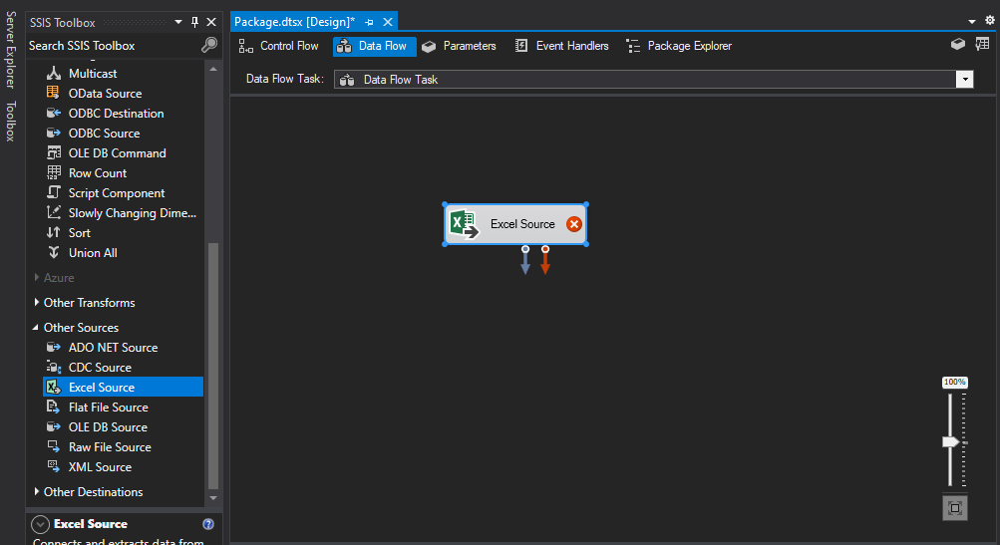 Server Explorer
Toolbox
SSIS Toolbox
Search SSIS Toolbox
Multicast
OData Source
ODBC Destination
ODBC Source
OLE DB Command
Row Count
Script Component
Slowly Changing Dime...
Sort
Union All
Azure
Other Transforms
Other Sources
ADO NET Source
CDC Source
Excel Source
Flat File Source
OLE DB Source
Raw File Source
XML Source
Other Destinations
Excel Source
Connects and extracts data from
Package.dtsx [Design]*
Control Flow
Data Flow
Parameters
Event Handlers
Package Explorer
Data Flow Task:
Data Flow Task
Excel Source
100%